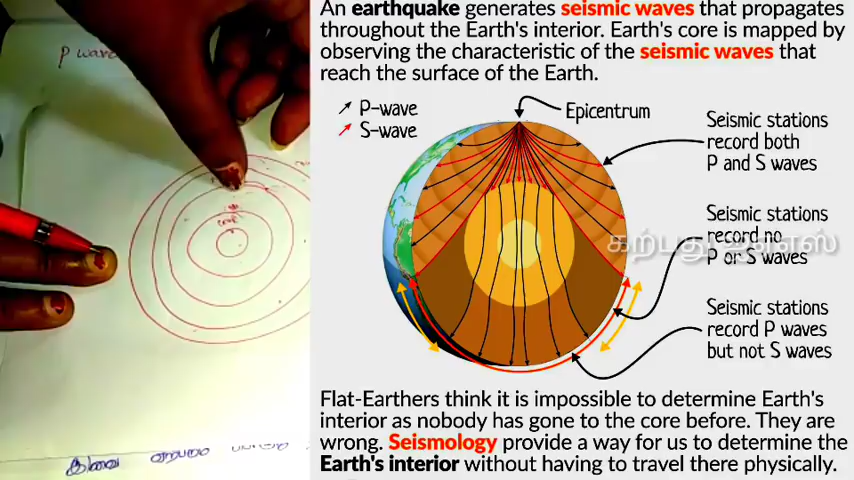 P wave
An earthquake generates seismic waves that propagates
throughout the Earth's interior. Earth's core is mapped by
observing the characteristic of the seismic waves that
reach the surface of the Earth.
P-wave
S-wave
Epicentrum
Seismic stations
record both
P and S waves
Seismic stations
record no
P or S waves
கற்பது
Seismic stations
record P waves
but not S waves
Flat-Earthers think it is impossible to determine Earth's
interior as nobody has gone to the core before. They are
wrong. Seismology provide a way for us to determine the
Earth's interior without having to travel there physically.
இவை